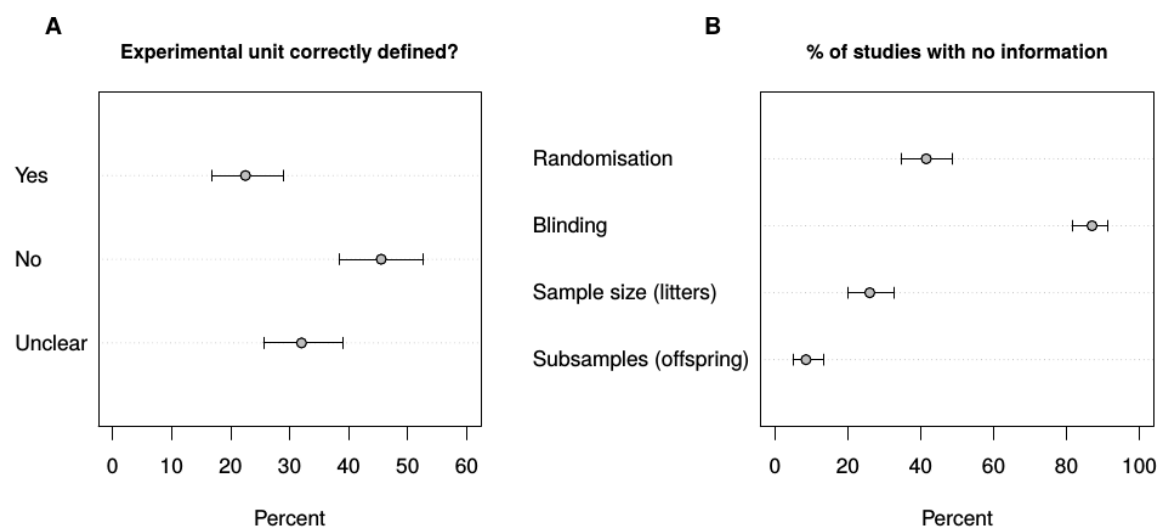 A
Experimental unit correctly defined?
Yes
No
Unclear
0 10 20 30 40 50 60
Percent
B
% of studies with no information
Randomisation
Blinding
Sample size (litters)
Subsamples (offspring)
0 20 40 60 80 100
Percent